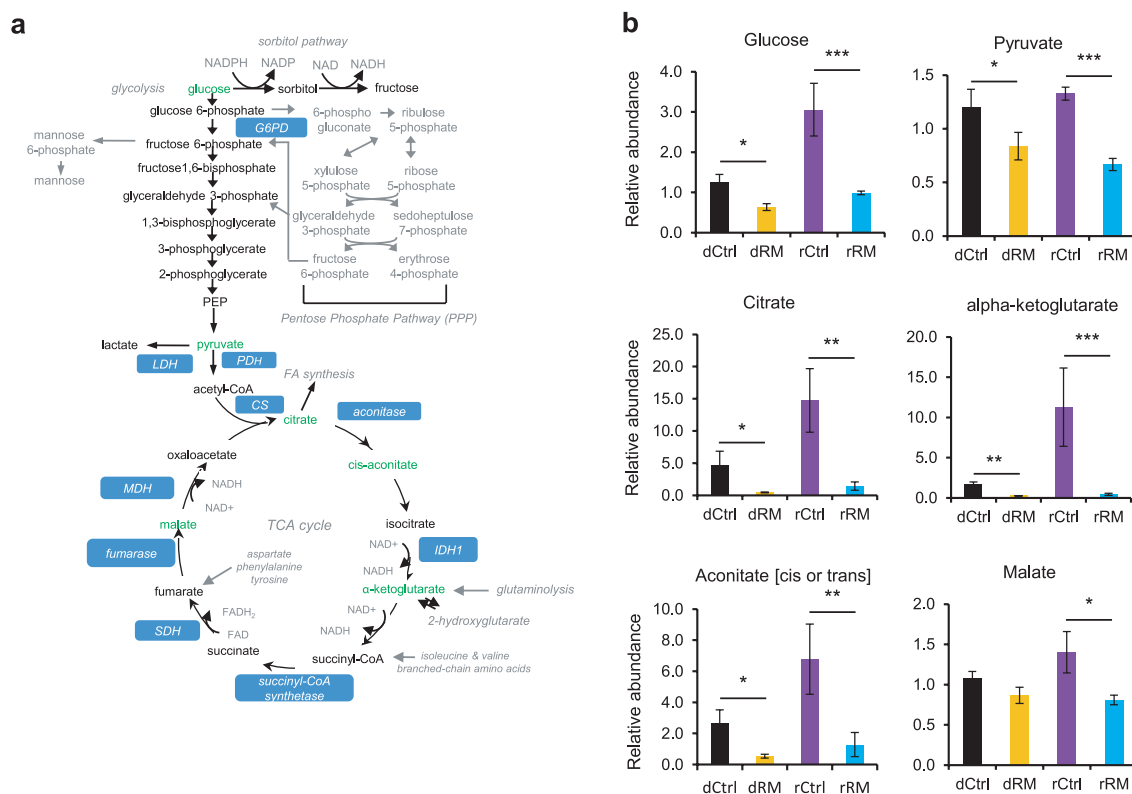 a
sorbitol pathway
NADPH NADP NAD NADH
glycolysis
glucose sorbitol fructose
glucose 6-phosphate
6-phospho
gluconate
ribulose
5-phosphate
G6PD
mannose
6-phosphate
mannose
fructose 6-phosphate
fructose1,6-bisphosphate
glyceraldehyde 3-phosphate
1,3-bisphosphoglycerate
3-phosphoglycerate
2-phosphoglycerate
PEP
xylulose
5-phosphate
ribose
5-phosphate
glyceraldehyde
3-phosphate
sedoheptulose
7-phosphate
fructose
6-phosphate
erythrose
4-phosphate
Pentose Phosphate Pathway (PPP)
lactate
pyruvate
LDH
PDH
acetyl-CoA
FA synthesis
CS
citrate
aconitase
oxaloacetate
cis-aconitate
MDH
NADH
NAD+
malate
TCA cycle
isocitrate
NAD+
IDH1
NADH
fumarase
aspartate
phenylalanine
tyrosine
fumarate
α-ketoglutarate
glutaminolysis
NAD+
2-hydroxyglutarate
FADH2
NADH
SDH
FAD
succinate
succinyl-CoA
isoleucine & valine
branched-chain amino acids
succinyl-CoA
synthetase
b
Glucose
Relative abundance
4.0
3.0
2.0
1.0
0.0
*
***
dCtrl dRM rCtrl rRM
Pyruvate
1.5
1.0
0.5
0.0
*
***
dCtrl dRM rCtrl rRM
Citrate
Relative abundance
25.0
20.0
15.0
10.0
5.0
0.0
*
**
dCtrl dRM rCtrl rRM
alpha-ketoglutarate
20.0
15.0
10.0
5.0
0.0
**
***
dCtrl dRM rCtrl rRM
Aconitate [cis or trans]
Relative abundance
10.0
8.0
6.0
4.0
2.0
0.0
*
**
dCtrl dRM rCtrl rRM
Malate
2.0
1.5
1.0
0.5
0.0
*
dCtrl dRM rCtrl rRM